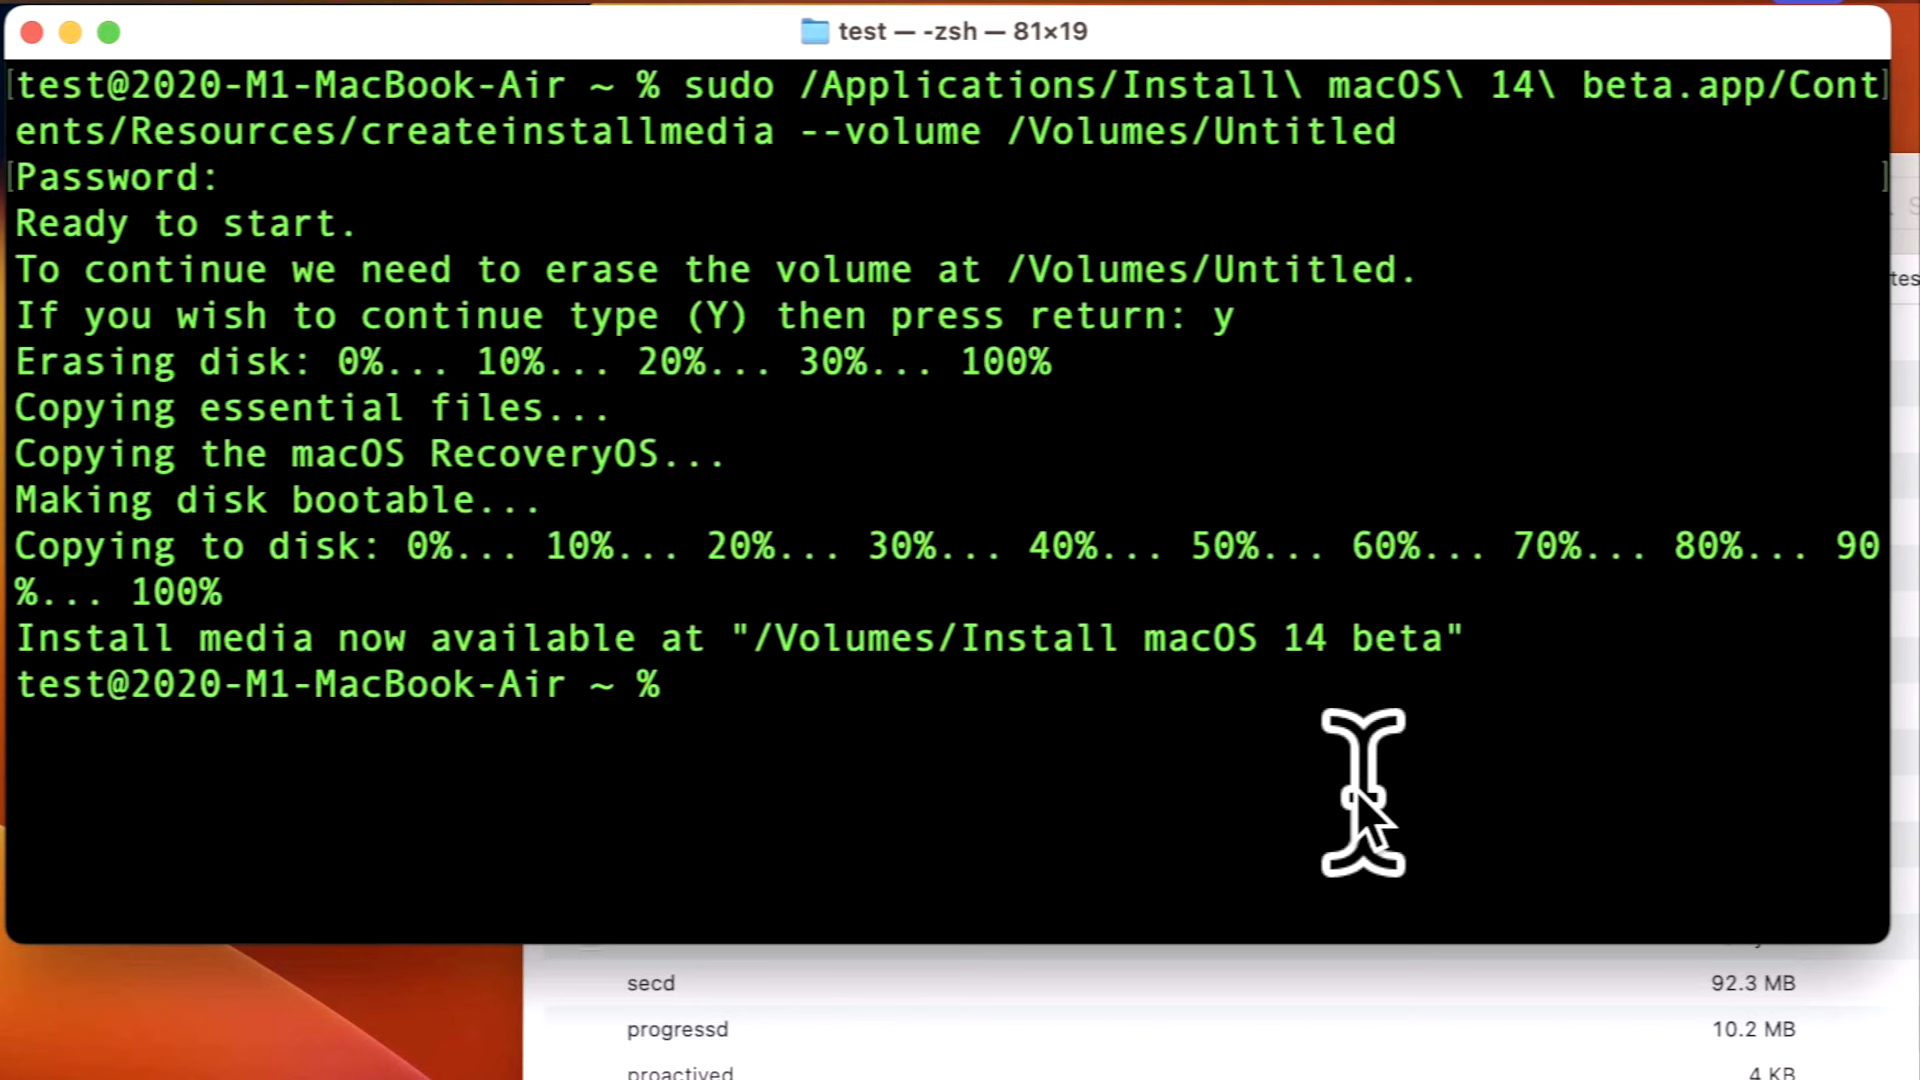 test — -zsh — 81×19
test@2020-M1-MacBook-Air ~ % sudo /Applications/Install\ macOS\ 14\ beta.app/Cont
ents/Resources/createinstallmedia --volume /Volumes/Untitled
Password:
Ready to start.
To continue we need to erase the volume at /Volumes/Untitled.
If you wish to continue type (Y) then press return: y
Erasing disk: 0%... 10%... 20%... 30%... 100%
Copying essential files...
Copying the macOS RecoveryOS...
Making disk bootable...
Copying to disk: 0%... 10%... 20%... 30%... 40%... 50%... 60%... 70%... 80%... 90
%... 100%
Install media now available at "/Volumes/Install macOS 14 beta"
test@2020-M1-MacBook-Air ~ %
secd 92.3 MB
progressd 10.2 MB
proactived 4 KB